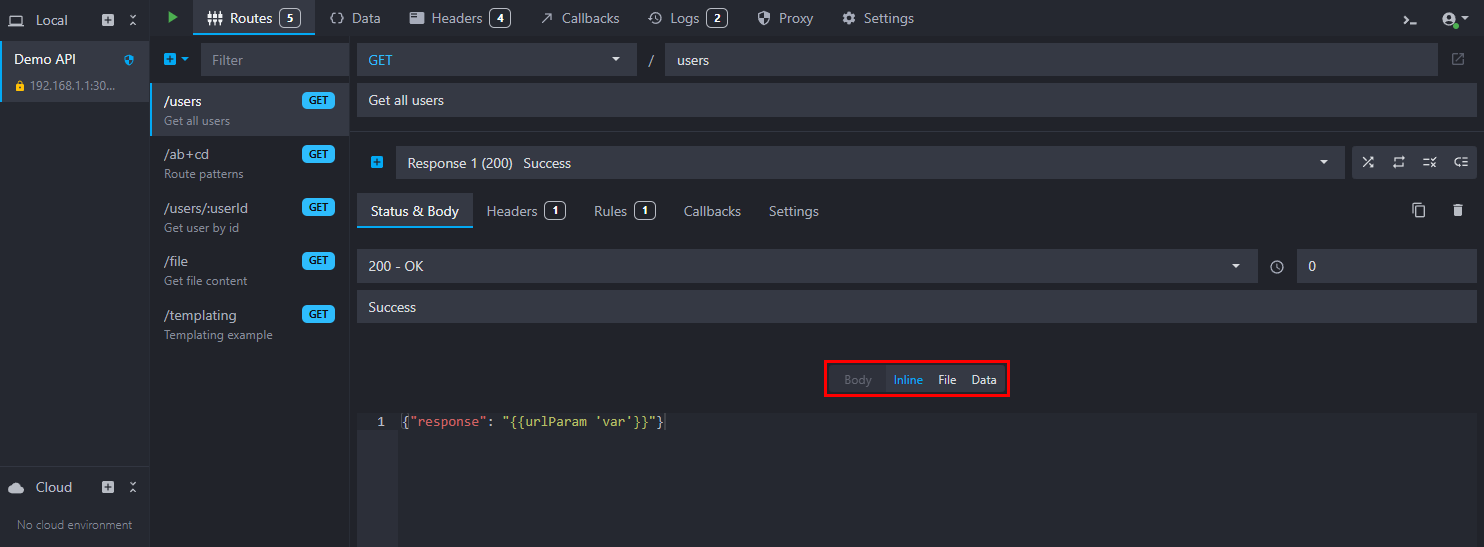 Local Routes 5 Data Headers 4 Callbacks Logs 2 Proxy Settings
Demo API
192.168.1.1:30...
Filter
/users GET
Get all users
/ab+cd GET
Route patterns
/users/:userId GET
Get user by id
/file GET
Get file content
/templating GET
Templating example
GET / users
Get all users
Response 1 (200) Success
Status & Body Headers 1 Rules 1 Callbacks Settings
200 - OK 0
Success
Body Inline File Data
1 {"response": "{{urlParam 'var'}}"}
Cloud
No cloud environment